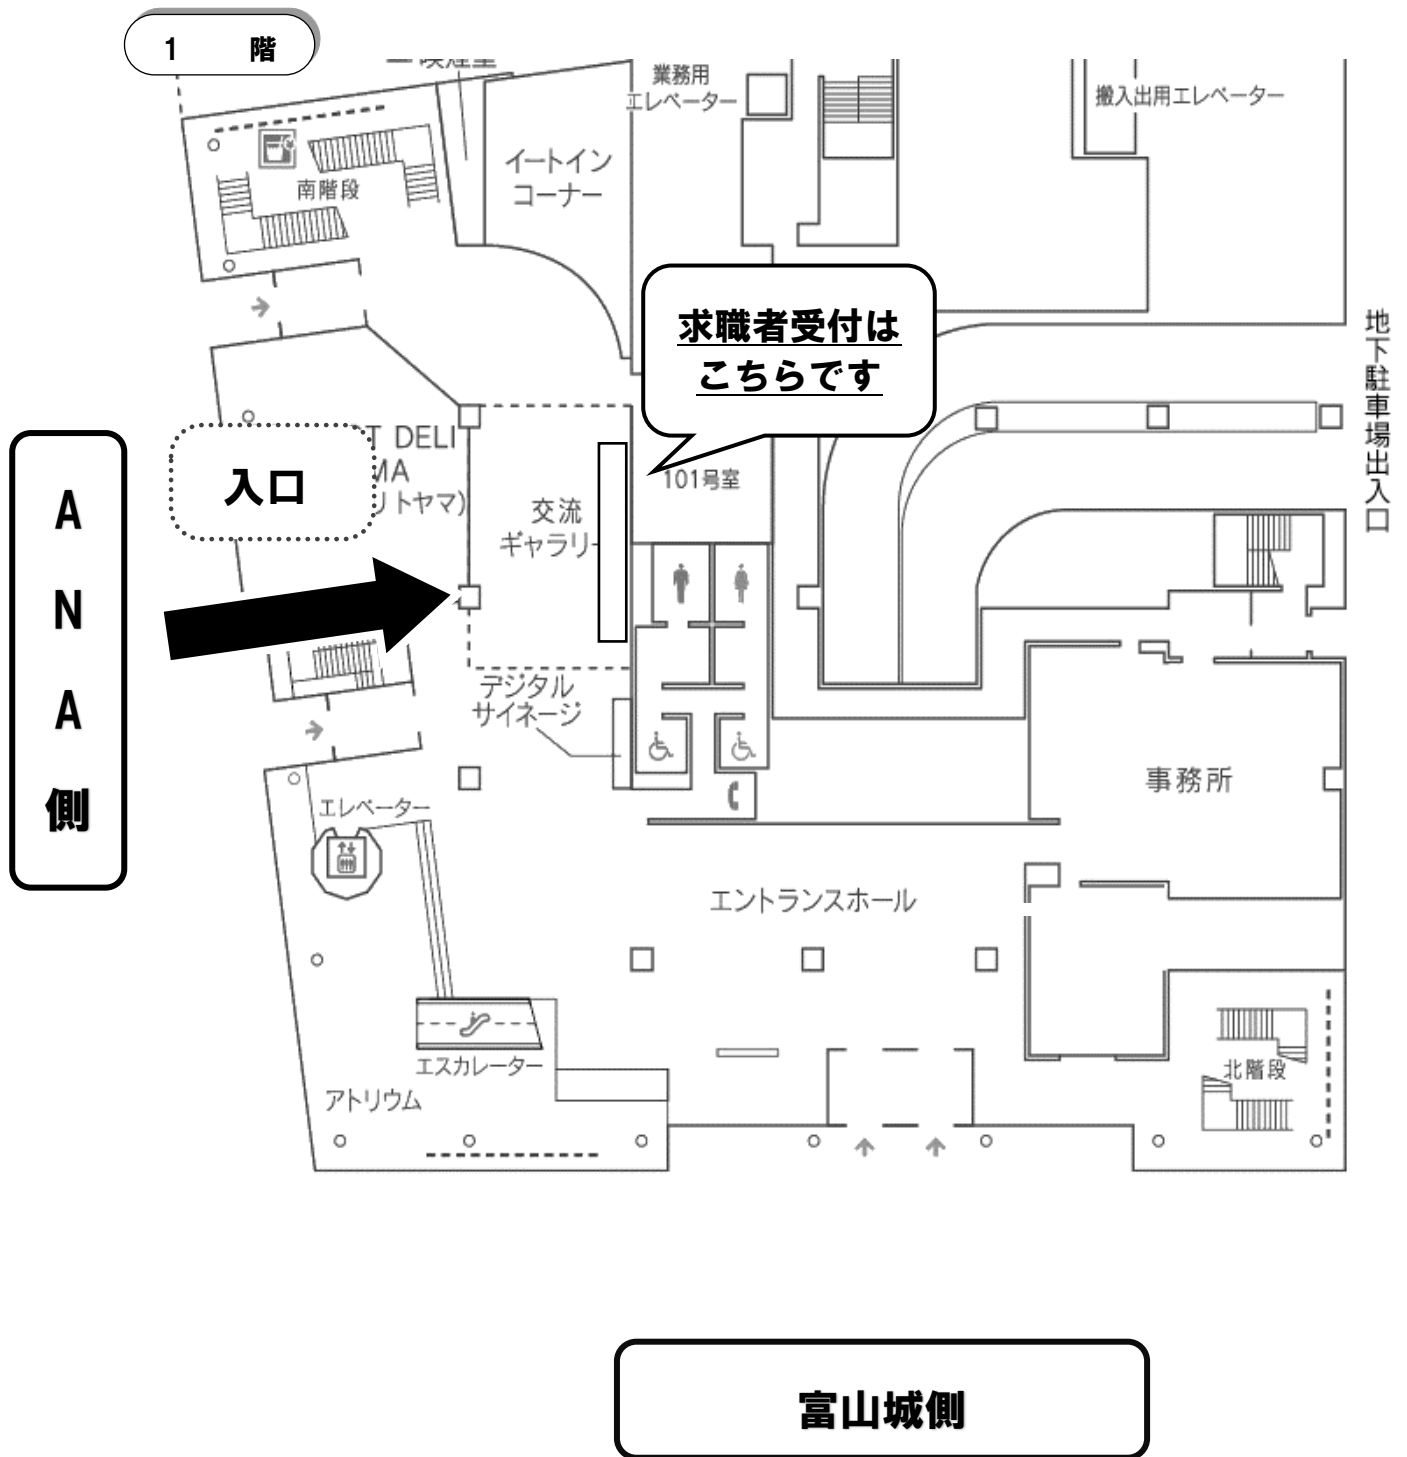 1 階
業務用
エレベーター
搬入出用エレベーター
イートイン
コーナー
南階段
求職者受付は
こちらです
地下駐車場出入口
DELI
入口
トヤマ)
101号室
交流
ギャラリー
ANA側
デジタル
サイネージ
事務所
エレベーター
エントランスホール
エスカレーター
アトリウム
北階段
富山城側